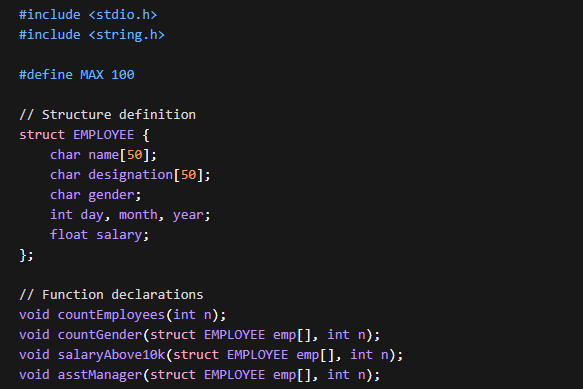 #include <stdio.h>
#include <string.h>
#define MAX 100
// Structure definition
struct EMPLOYEE {
char name[50];
char designation[50];
char gender;
int day, month, year;
float salary;
};
// Function declarations
void countEmployees(int n);
void countGender(struct EMPLOYEE emp[], int n);
void salaryAbove10k(struct EMPLOYEE emp[], int n);
void asstManager(struct EMPLOYEE emp[], int n);